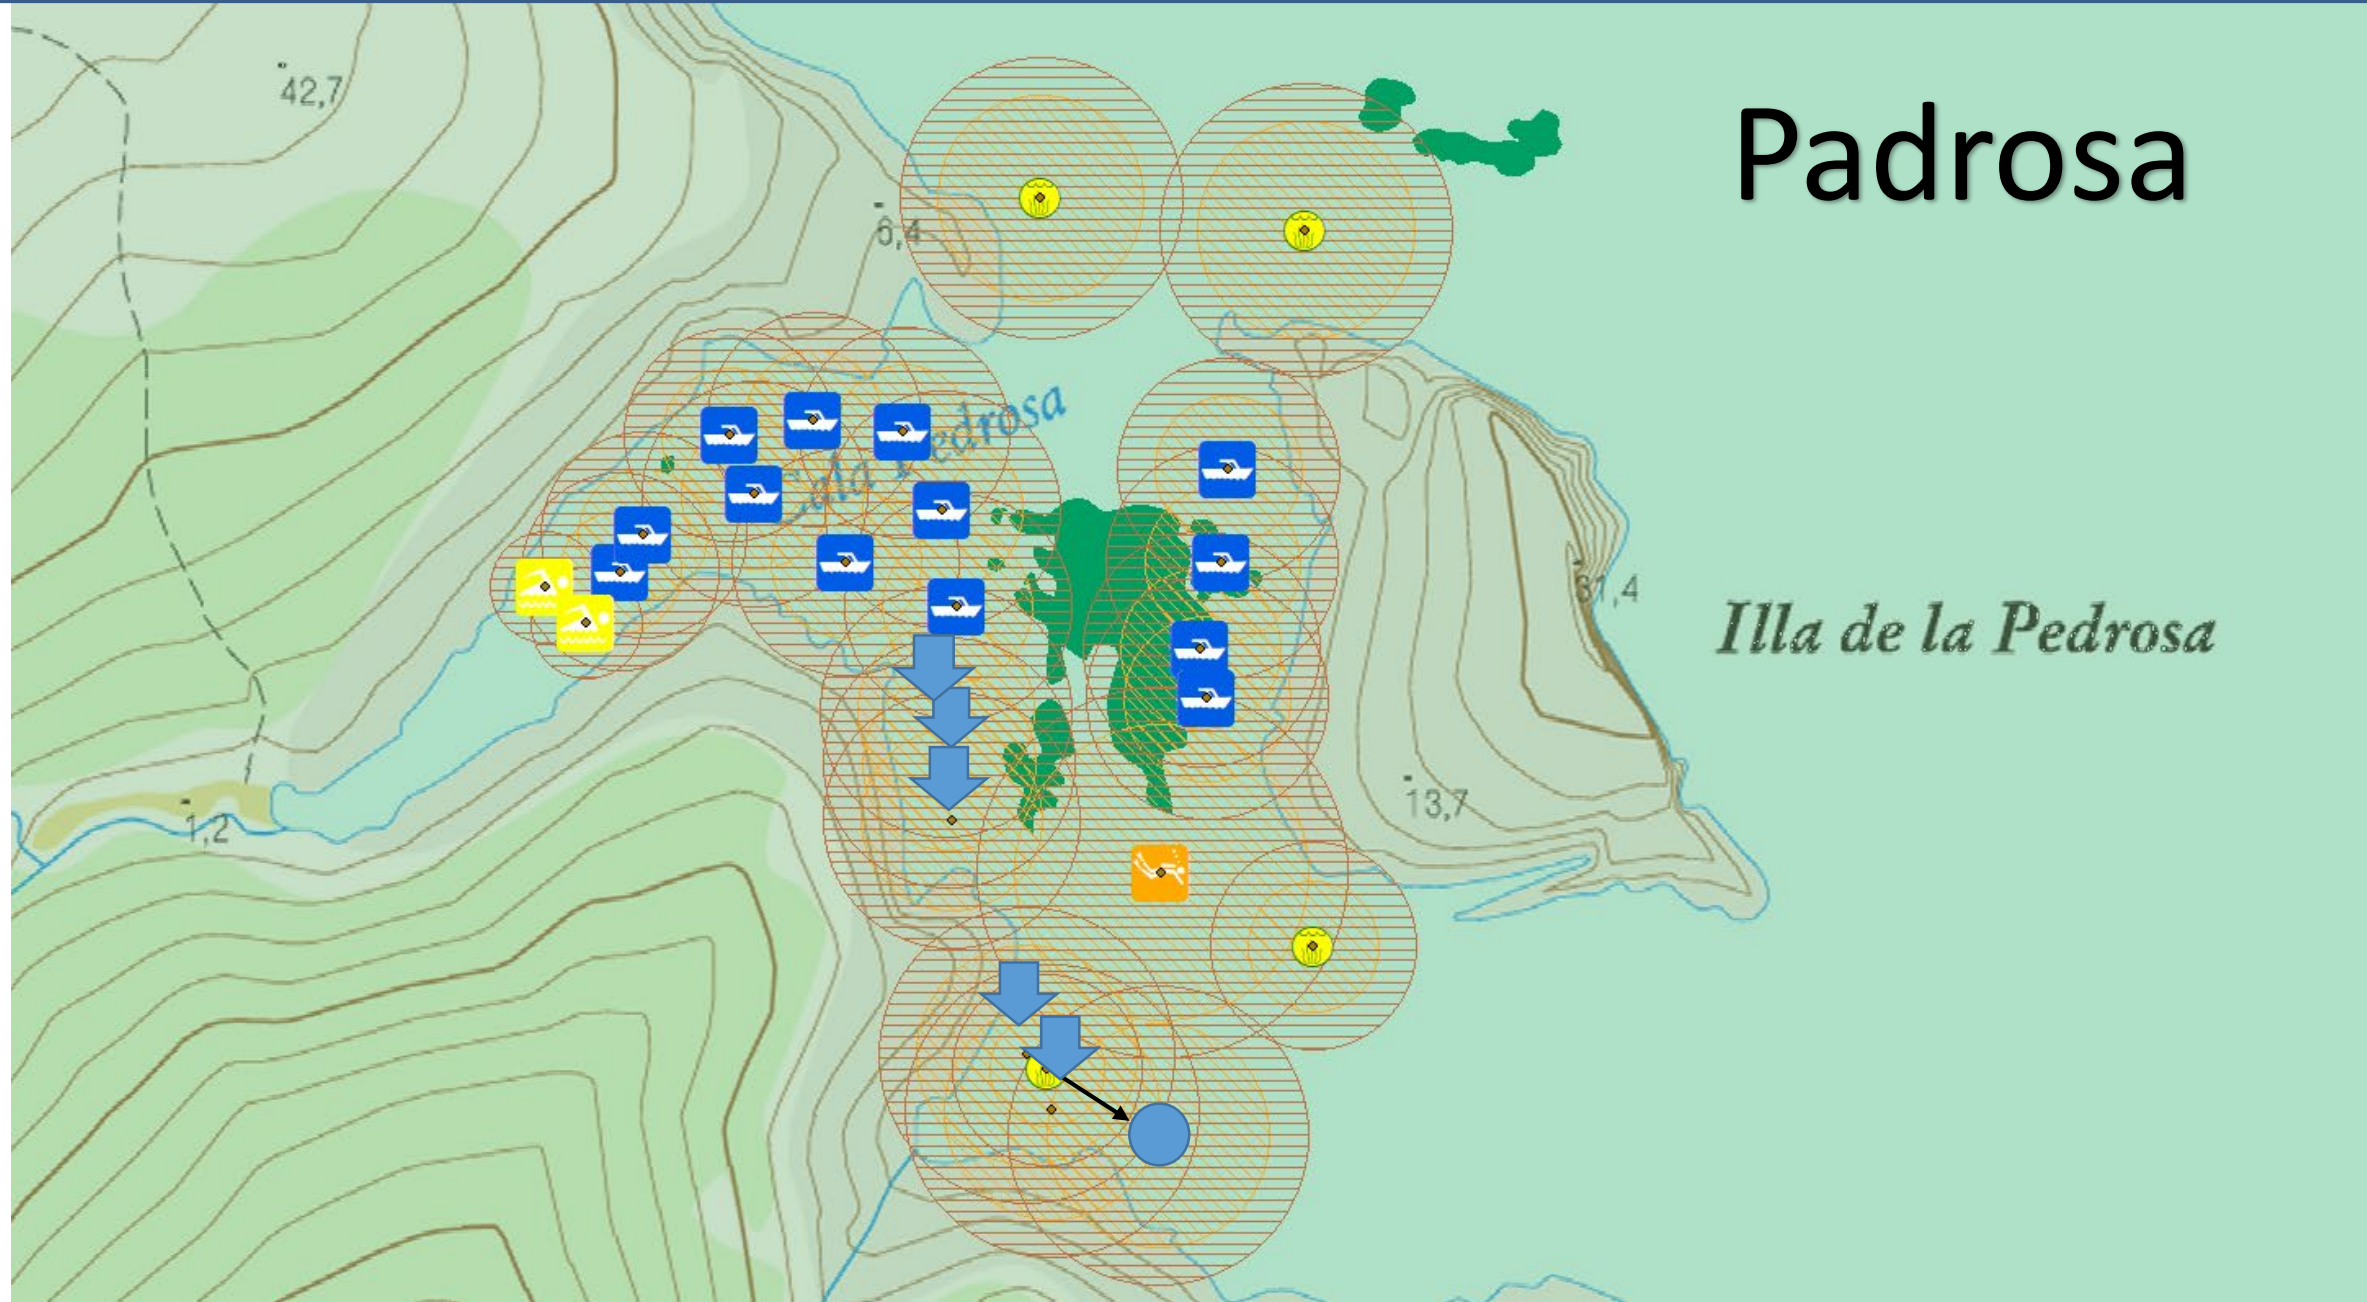 Padrosa
42,7
6,4
Cala Pedrosa
31,4
Illa de la Pedrosa
13,7
1,2